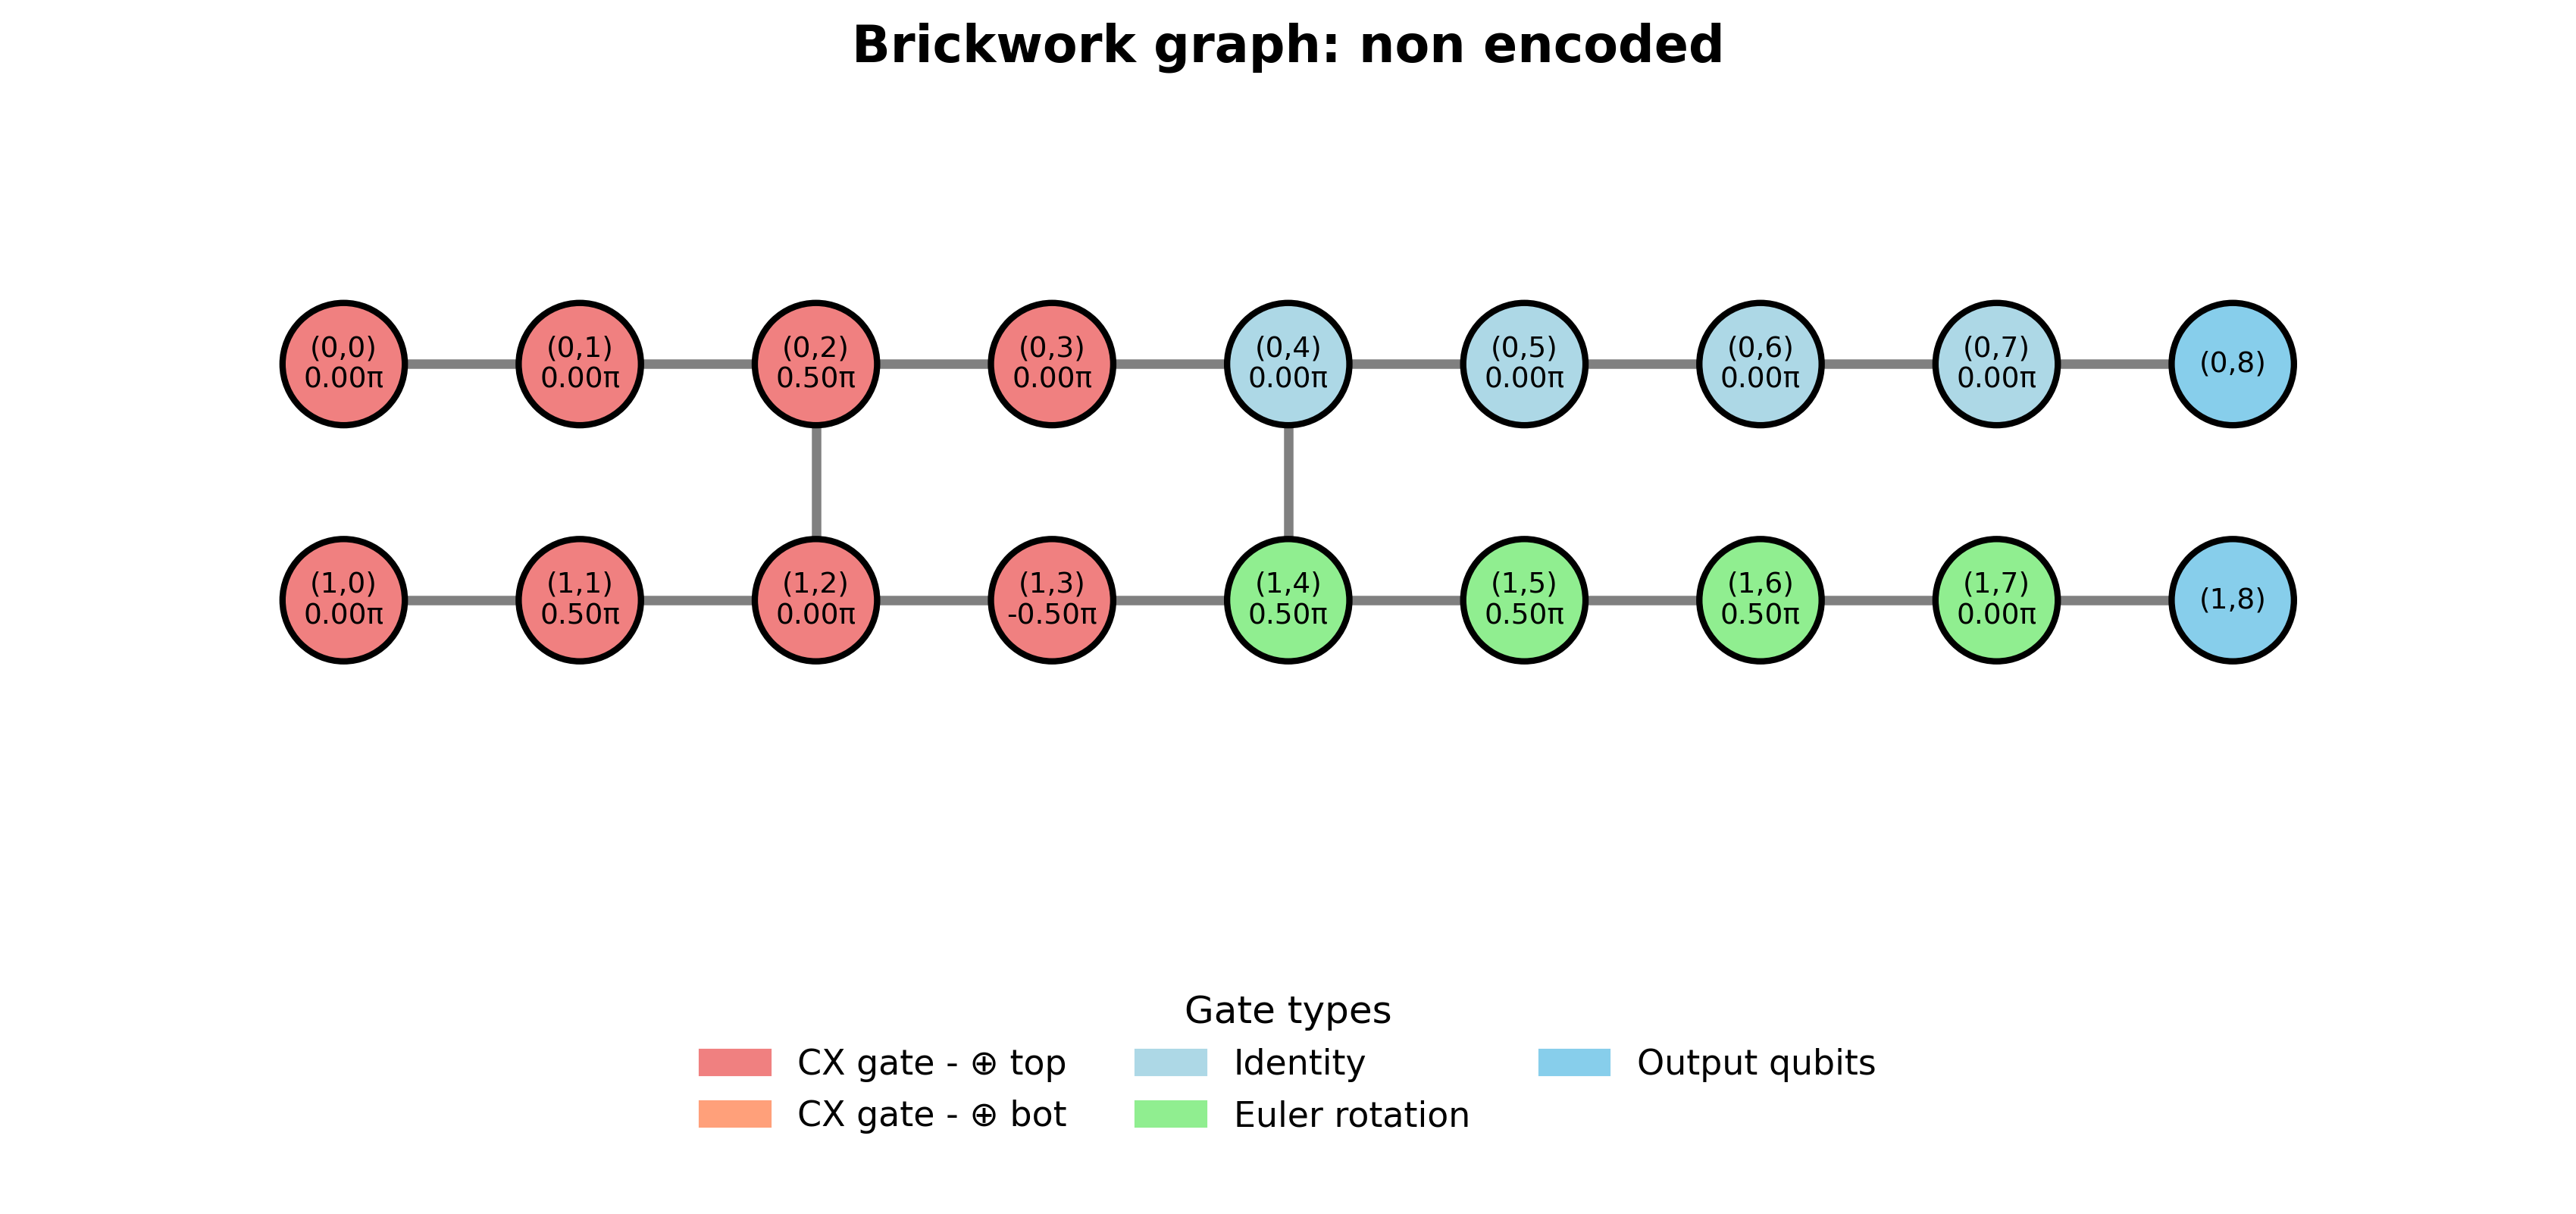 Brickwork graph: non encoded
(0,0)
0.00π
(0,1)
0.00π
(0,2)
0.50π
(0,3)
0.00π
(0,4)
0.00π
(0,5)
0.00π
(0,6)
0.00π
(0,7)
0.00π
(0,8)
(1,0)
0.00π
(1,1)
0.50π
(1,2)
0.00π
(1,3)
-0.50π
(1,4)
0.50π
(1,5)
0.50π
(1,6)
0.50π
(1,7)
0.00π
(1,8)
Gate types
CX gate - ⊕ top
CX gate - ⊕ bot
Identity
Euler rotation
Output qubits